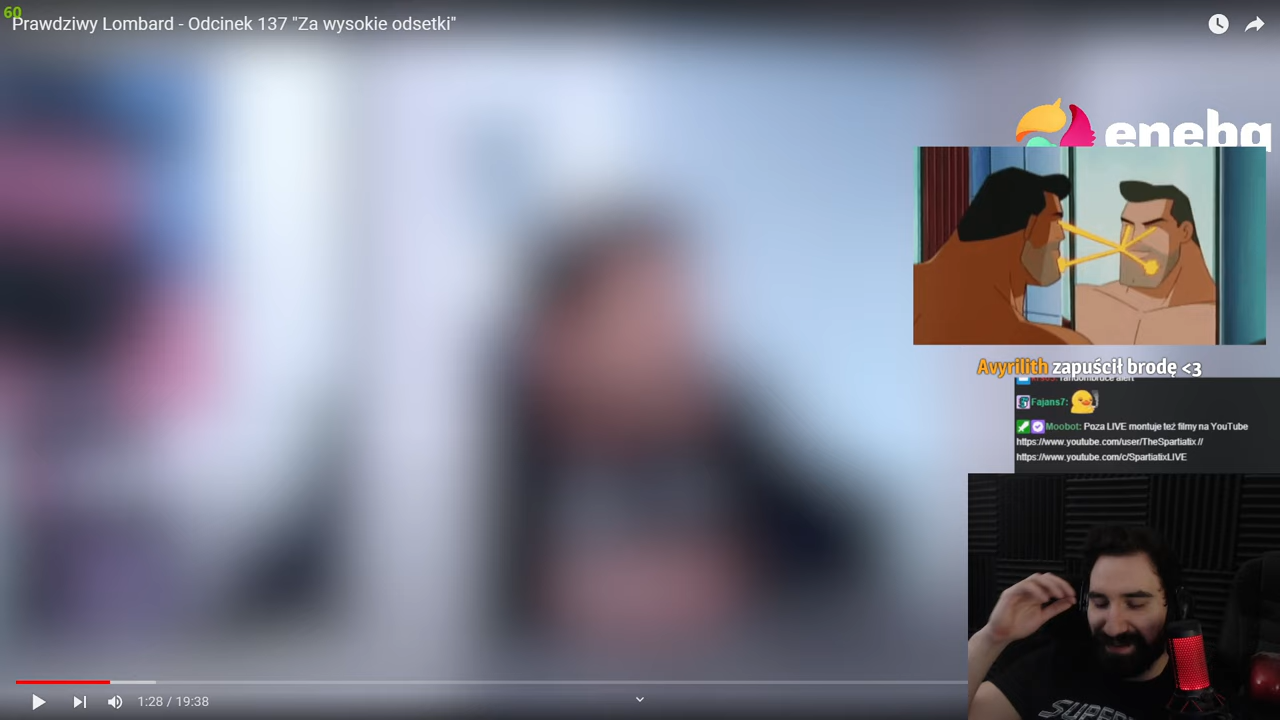 60
Prawdziwy Lombard - Odcinek 137 "Za wysokie odsetki"
eneba
Avyrilith zapuścił brodę <3
randombruce alert
Fajans7:
Moobot: Poza LIVE montuje też filmy na YouTube
https://www.youtube.com/user/TheSpartiatix //
https://www.youtube.com/c/SpartiatixLIVE
SUPER
1:28 / 19:38